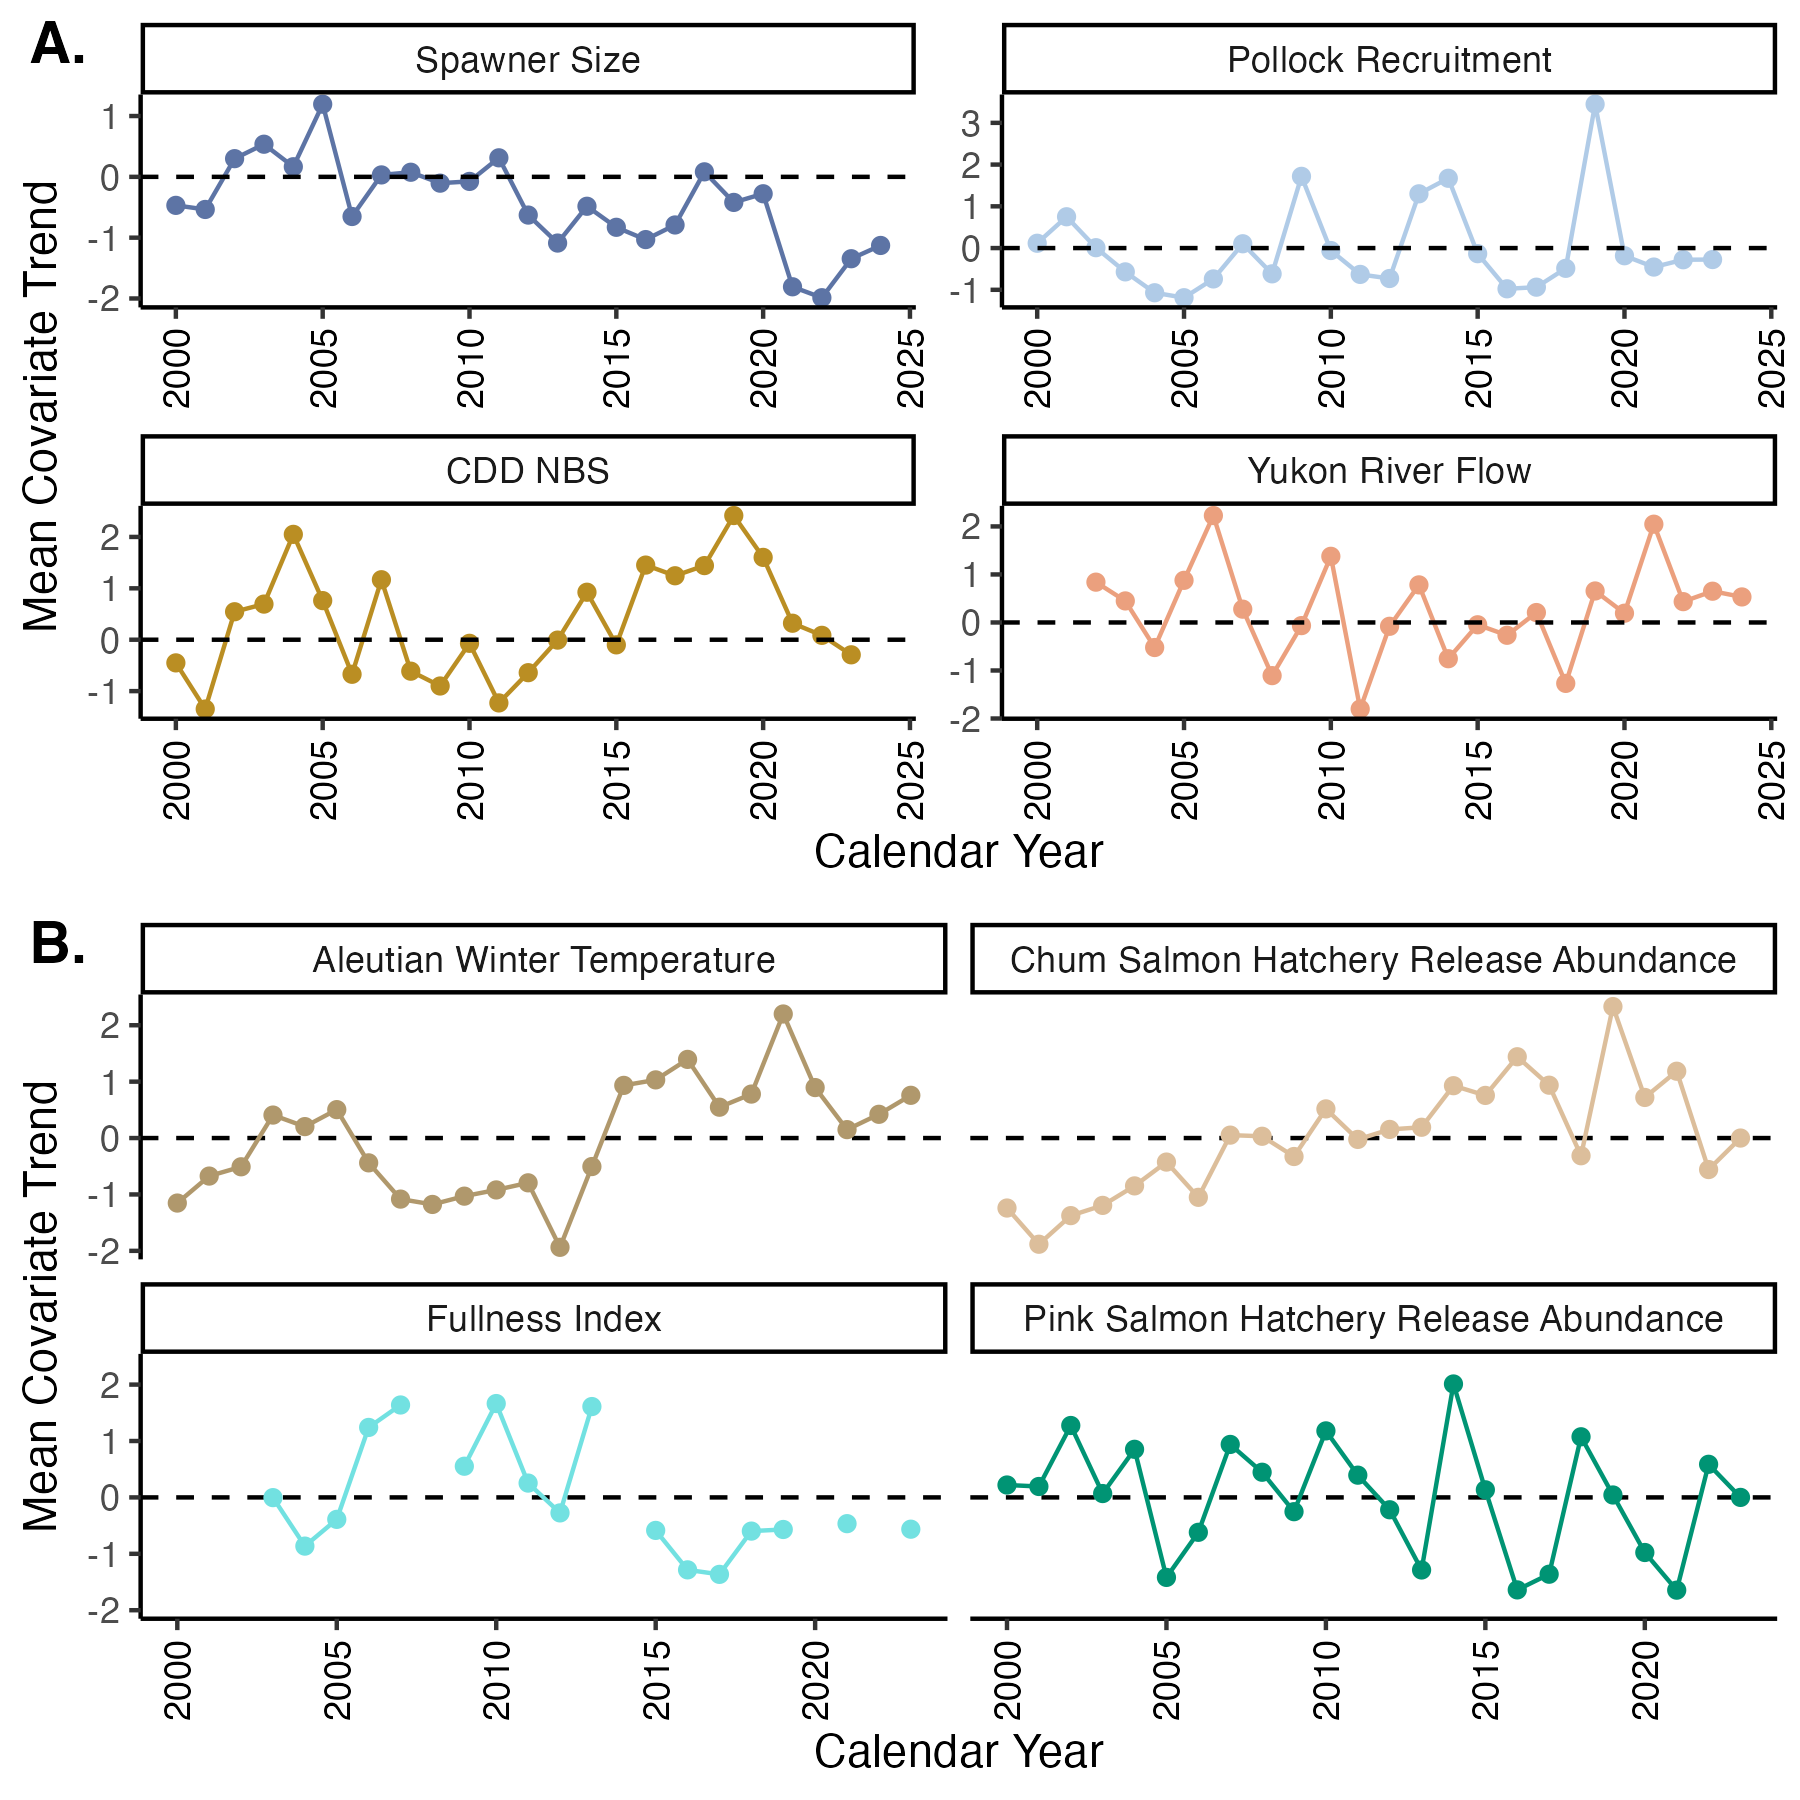 A.
Spawner Size
Pollock Recruitment
Mean Covariate Trend
1
0
-1
-2
3
2
1
0
-1
2000 2005 2010 2015 2020 2025
2000 2005 2010 2015 2020 2025
CDD NBS
Yukon River Flow
2
1
0
-1
2
1
0
-1
-2
2000 2005 2010 2015 2020 2025
2000 2005 2010 2015 2020 2025
Calendar Year
B.
Aleutian Winter Temperature
Chum Salmon Hatchery Release Abundance
Mean Covariate Trend
2
1
0
-1
-2
Fullness Index
Pink Salmon Hatchery Release Abundance
2
1
0
-1
-2
2000 2005 2010 2015 2020
2000 2005 2010 2015 2020
Calendar Year